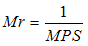 Mr = 1/MPS